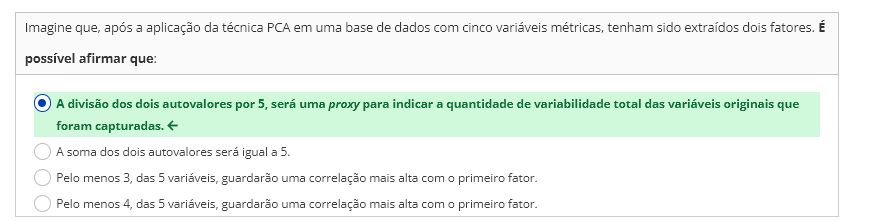 Imagine que, após a aplicação da técnica PCA em uma base de dados com cinco variáveis métricas, tenham sido extraídos dois fatores. É
possível afirmar que:
A divisão dos dois autovalores por 5, será uma proxy para indicar a quantidade de variabilidade total das variáveis originais que
foram capturadas. ←
A soma dos dois autovalores será igual a 5.
Pelo menos 3, das 5 variáveis, guardarão uma correlação mais alta com o primeiro fator.
Pelo menos 4, das 5 variáveis, guardarão uma correlação mais alta com o primeiro fator.